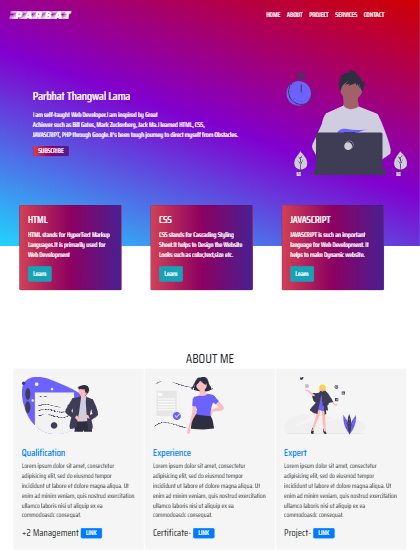 PARBAT
HOME ABOUT PROJECT SERVICES CONTACT
Parbhat Thangwal Lama
I am self-taught Web Developer.I am inspired by Great
Achiever such as Bill Gates, Mark Zuckerburg, Jack Ma.I learned HTML, CSS,
JAVASCRIPT, PHP through Google.It's been tough journey to direct myself from Obstacles.
SUBSCRIBE
HTML
HTML stands for HyperText Markup
Languages.It is primarily used for
Web Development
Learn
CSS
CSS stands for Cascading Styling
Sheet.It helps to Design the Website
Looks such as color,text,size etc.
Learn
JAVASCRIPT
JAVASCRIPT is such an important
language for Web Development. It
helps to make Dynamic website.
Learn
ABOUT ME
Qualification
Lorem ipsum dolor sit amet, consectetur
adipisicing elit, sed do eiusmod tempor
incididunt ut labore et dolore magna aliqua. Ut
enim ad minim veniam, quis nostrud exercitation
ullamco laboris nisi ut aliquip ex ea
commodoasdc consequat.
+2 Management LINK
Experience
Lorem ipsum dolor sit amet, consectetur
adipisicing elit, sed do eiusmod tempor
incididunt ut labore et dolore magna aliqua. Ut
enim ad minim veniam, quis nostrud exercitation
ullamco laboris nisi ut aliquip ex ea
commodoasdc consequat.
Certificate- LINK
Expert
Lorem ipsum dolor sit amet, consectetur
adipisicing elit, sed do eiusmod tempor
incididunt ut labore et dolore magna aliqua. Ut
enim ad minim veniam, quis nostrud exercitation
ullamco laboris nisi ut aliquip ex ea
commodoasdc consequat.
Project- LINK